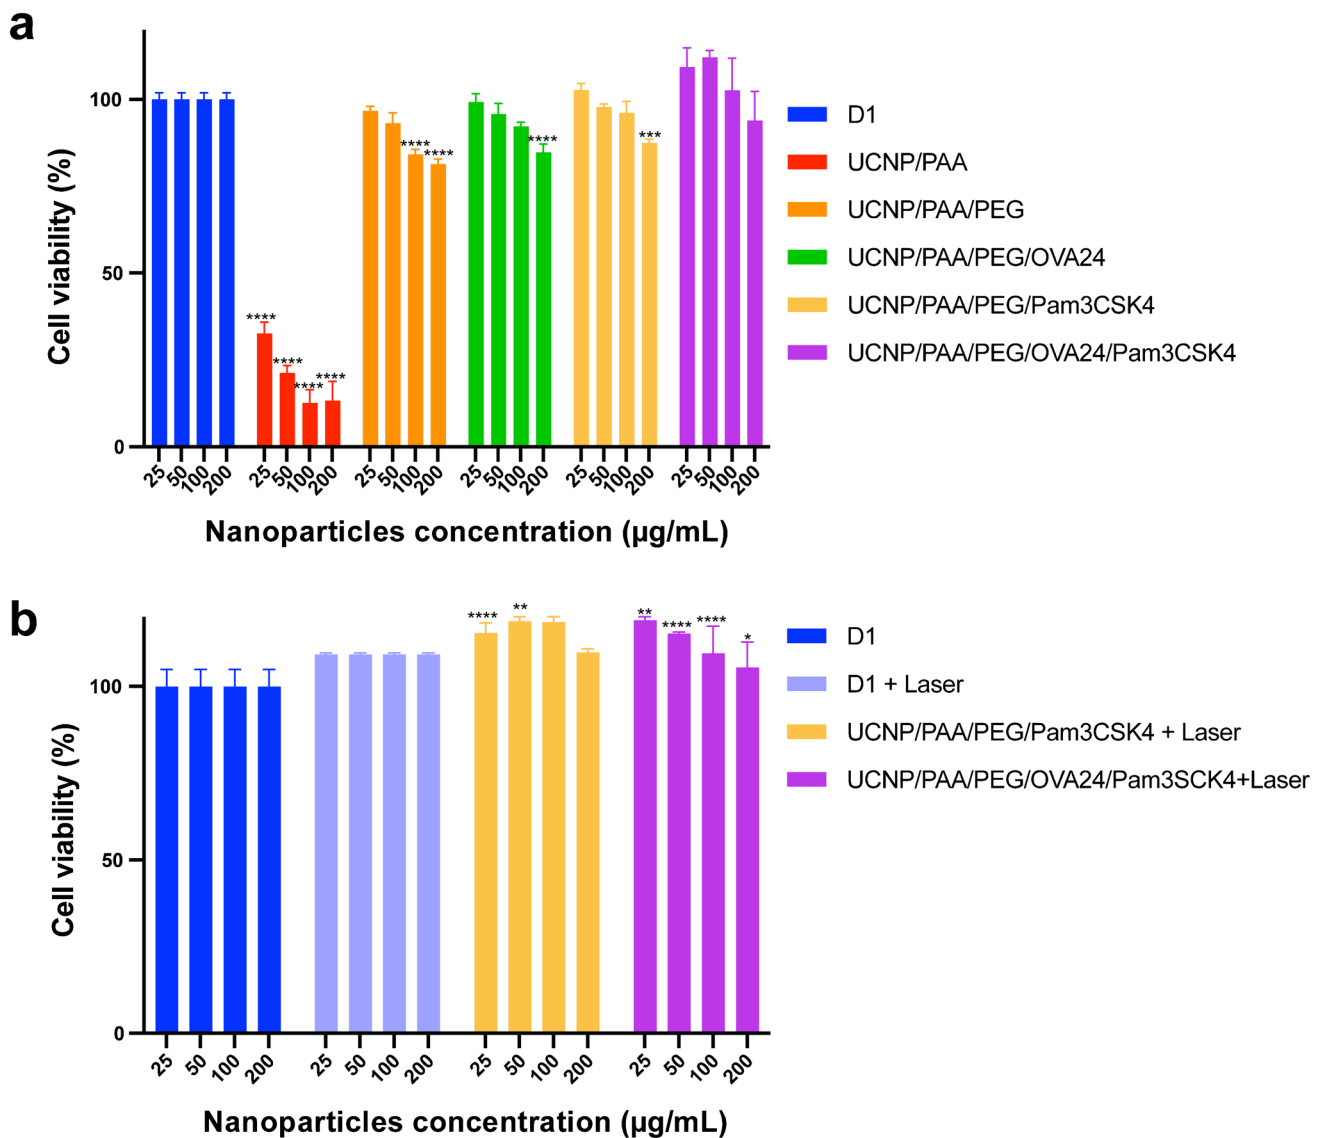 a
100
50
0
Cell viability (%)
**** **** **** ****
**** ****
****
***
25 50 100 200 25 50 100 200 25 50 100 200 25 50 100 200 25 50 100 200 25 50 100 200
Nanoparticles concentration (µg/mL)
D1
UCNP/PAA
UCNP/PAA/PEG
UCNP/PAA/PEG/OVA24
UCNP/PAA/PEG/Pam3CSK4
UCNP/PAA/PEG/OVA24/Pam3CSK4
b
100
50
0
Cell viability (%)
**** **
** **** **** *
25 50 100 200 25 50 100 200 25 50 100 200 25 50 100 200
Nanoparticles concentration (µg/mL)
D1
D1 + Laser
UCNP/PAA/PEG/Pam3CSK4 + Laser
UCNP/PAA/PEG/OVA24/Pam3SCK4+Laser